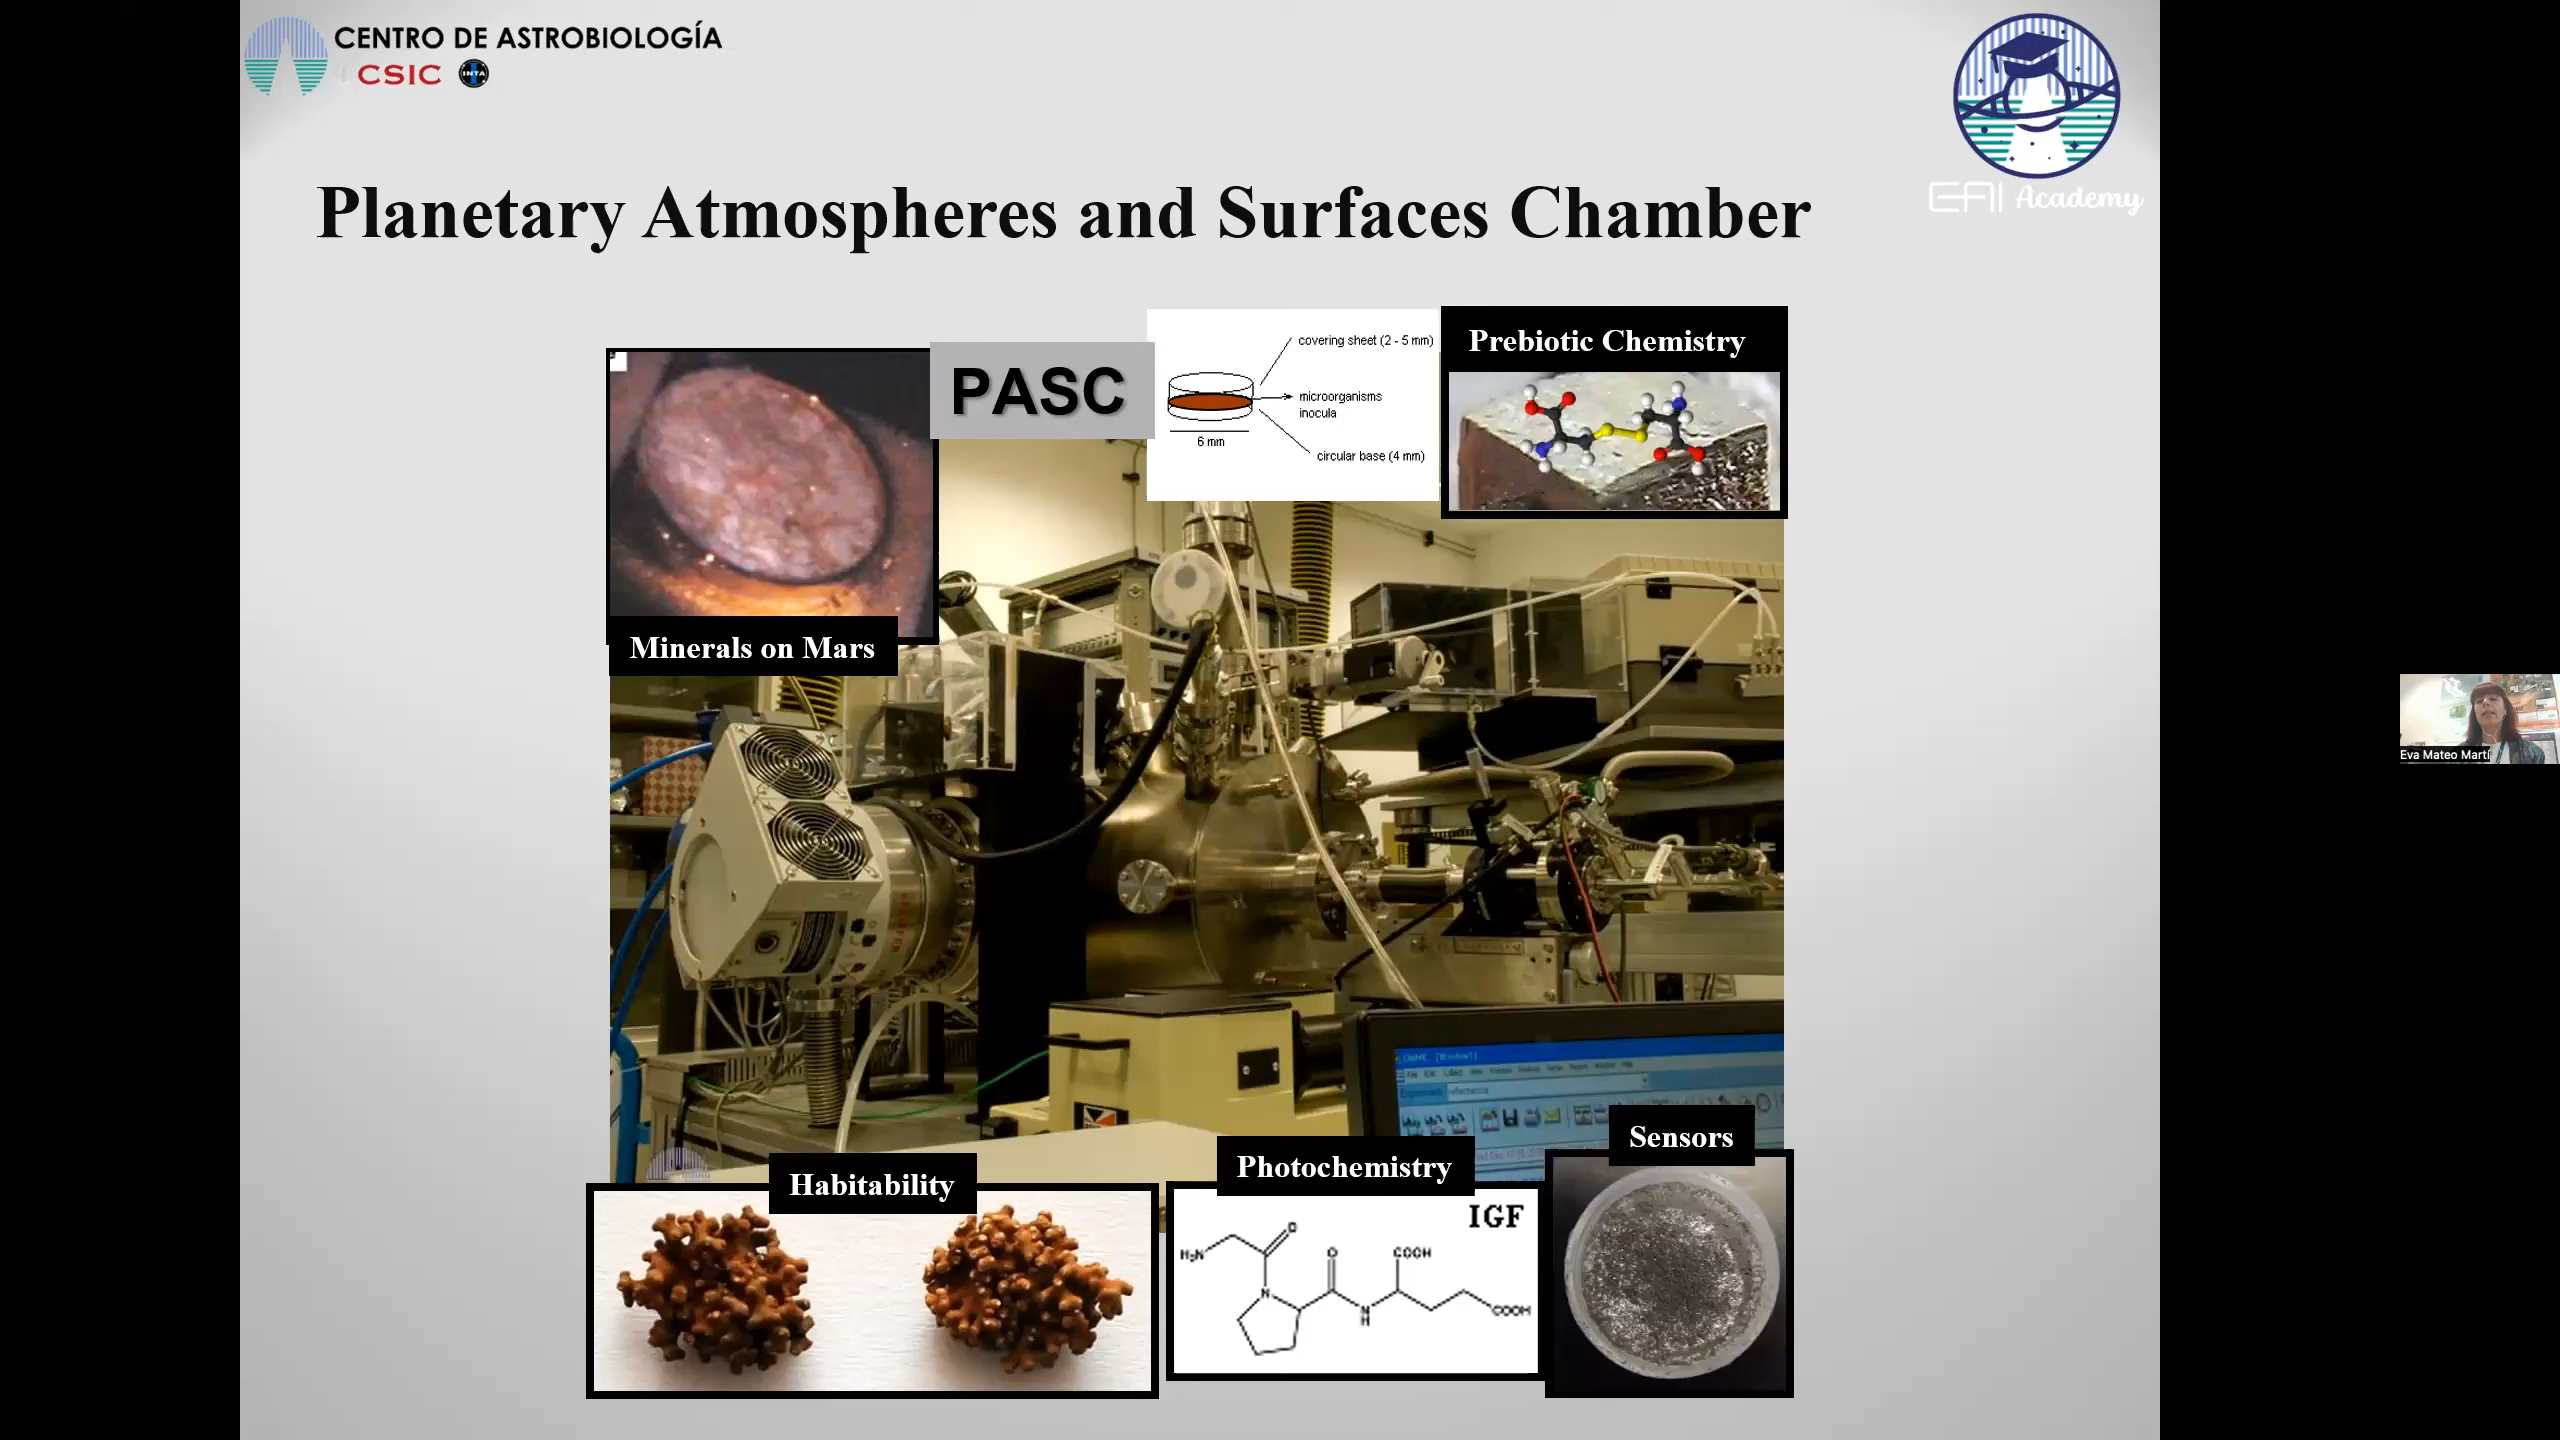 CENTRO DE ASTROBIOLOGÍA
CSIC INTA
EAI Academy
Planetary Atmospheres and Surfaces Chamber
PASC
covering sheet (2 - 5 mm)
microorganisms
inocula
6 mm
circular base (4 mm)
Prebiotic Chemistry
Minerals on Mars
Eva Mateo Martí
Sensors
Photochemistry
Habitability
IGF
H₂N
O
O
COOH
N
N
H
COOH